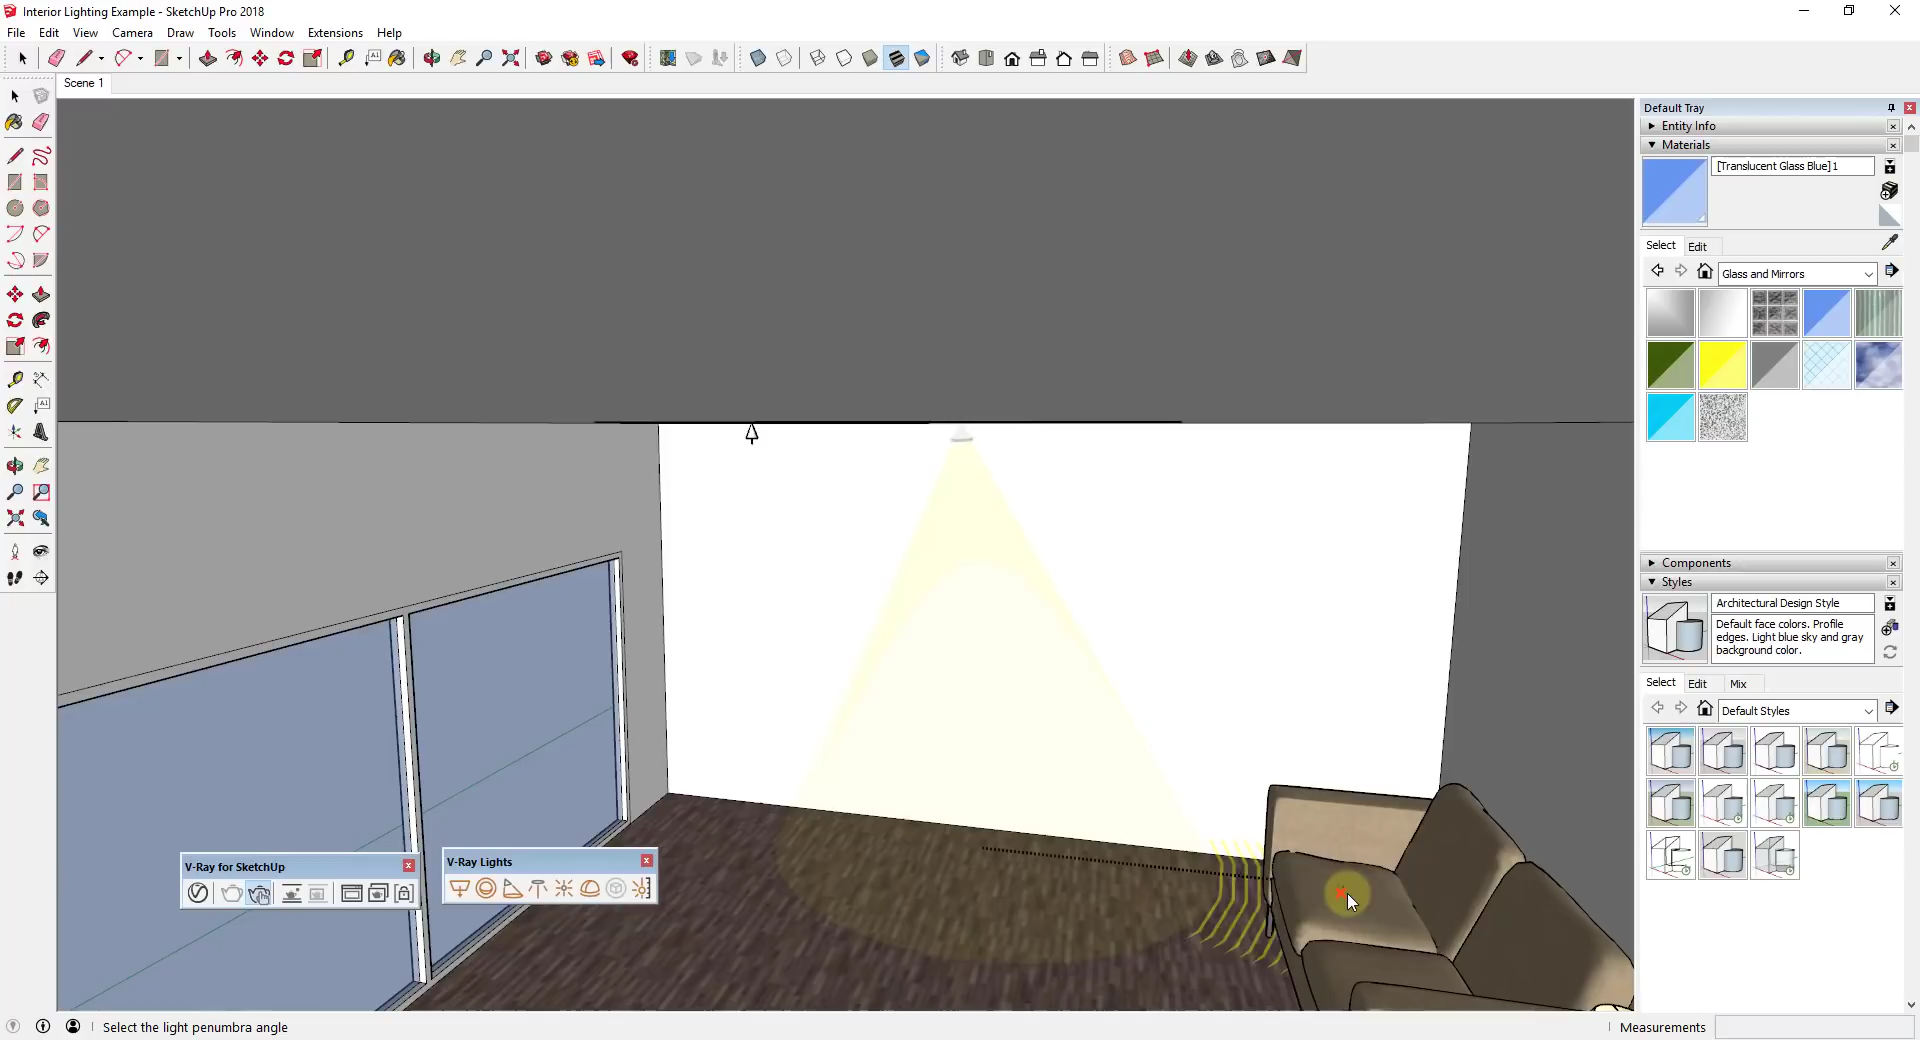 Interior Lighting Example - SketchUp Pro 2018
File Edit View Camera Draw Tools Window Extensions Help
Scene 1
Default Tray
Entity Info
Materials
[Translucent Glass Blue]1
Select Edit
Glass and Mirrors
Components
Styles
Architectural Design Style
Default face colors. Profile
edges. Light blue sky and gray
background color.
Select Edit Mix
Default Styles
V-Ray for SketchUp
V-Ray Lights
Select the light penumbra angle
Measurements